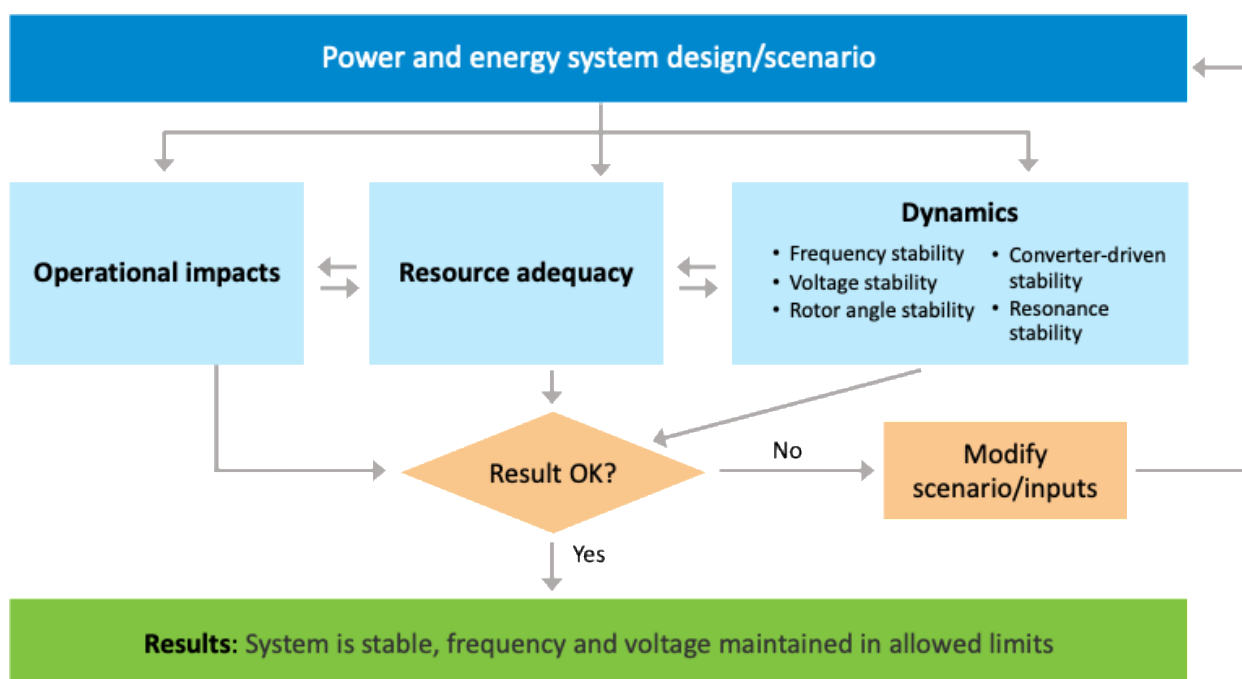 Power and energy system design/scenario
Operational impacts
Resource adequacy
Dynamics
• Frequency stability
• Voltage stability
• Rotor angle stability
• Converter-driven
stability
• Resonance
stability
Result OK?
No
Modify
scenario/inputs
Yes
Results: System is stable, frequency and voltage maintained in allowed limits